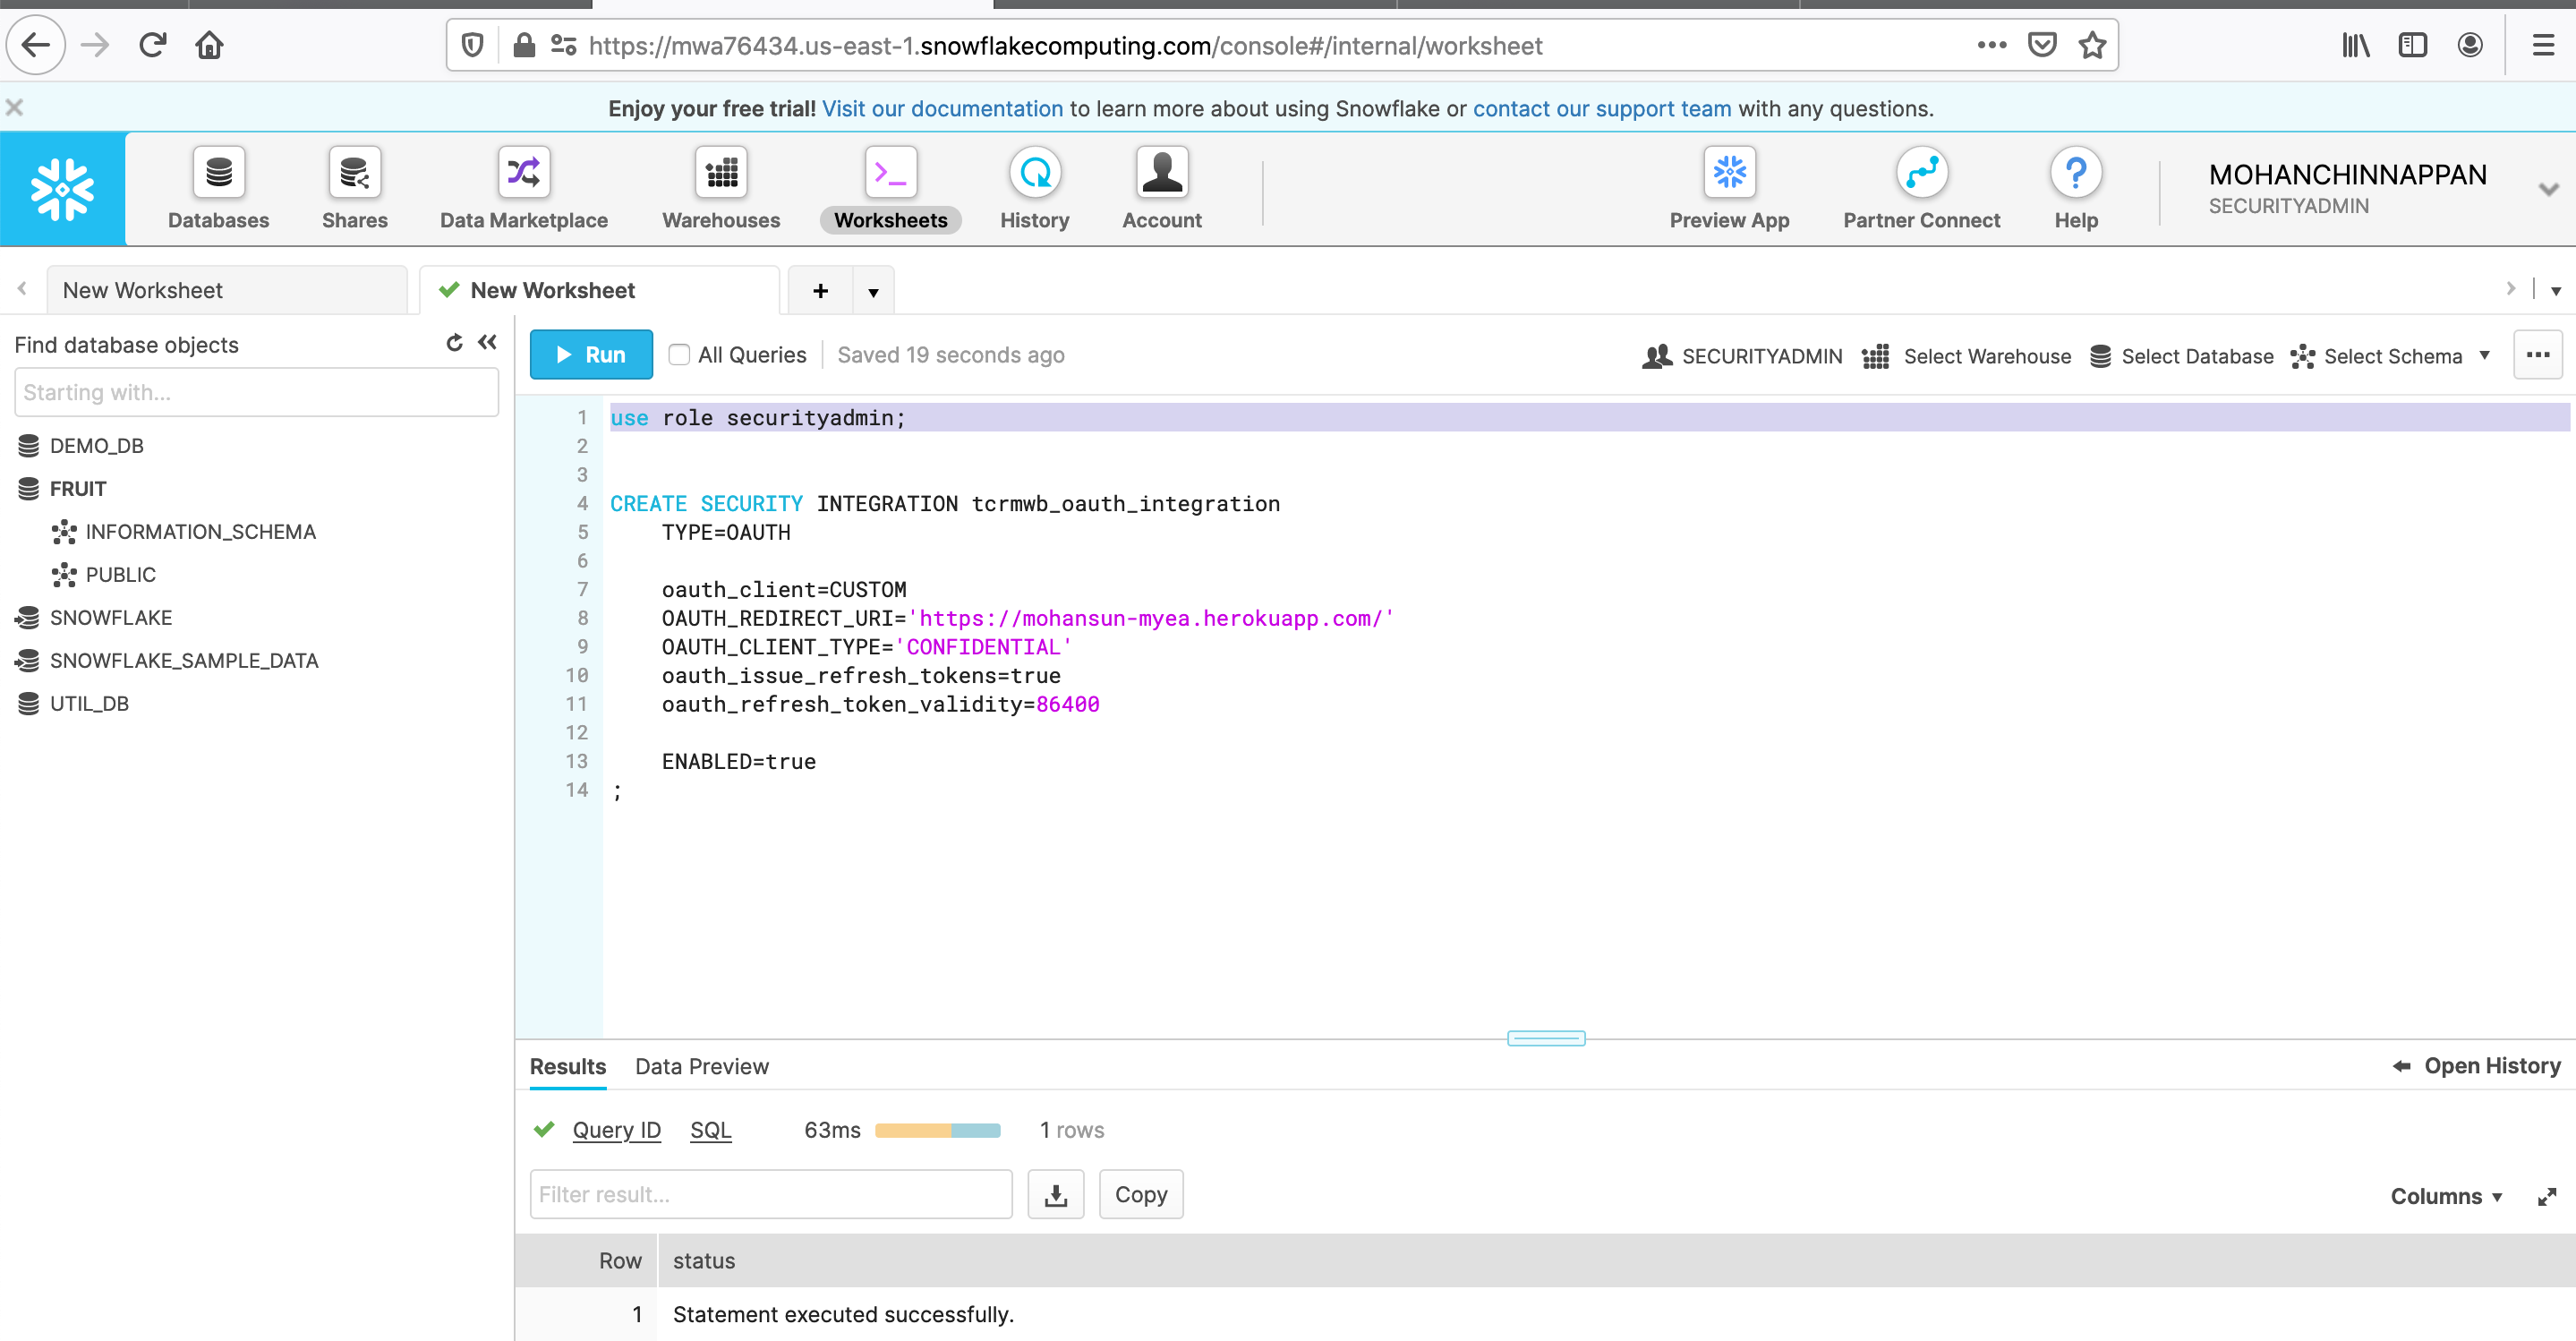 https://mwa76434.us-east-1.snowflakecomputing.com/console#/internal/worksheet
Enjoy your free trial! Visit our documentation to learn more about using Snowflake or contact our support team with any questions.
Databases
Shares
Data Marketplace
Warehouses
Worksheets
History
Account
Preview App
Partner Connect
Help
MOHANCHINNAPPAN
SECURITYADMIN
New Worksheet
New Worksheet
Find database objects
Starting with...
DEMO_DB
FRUIT
INFORMATION_SCHEMA
PUBLIC
SNOWFLAKE
SNOWFLAKE_SAMPLE_DATA
UTIL_DB
Run
All Queries
Saved 19 seconds ago
SECURITYADMIN
Select Warehouse
Select Database
Select Schema
1 use role securityadmin;
2
3
4 CREATE SECURITY INTEGRATION tcrmwb_oauth_integration
5 TYPE=OAUTH
6
7 oauth_client=CUSTOM
8 OAUTH_REDIRECT_URI='https://mohansun-myea.herokuapp.com/'
9 OAUTH_CLIENT_TYPE='CONFIDENTIAL'
10 oauth_issue_refresh_tokens=true
11 oauth_refresh_token_validity=86400
12
13 ENABLED=true
14 ;
Results
Data Preview
Open History
Query ID
SQL
63ms
1 rows
Filter result...
Copy
Columns
Row status
1 Statement executed successfully.